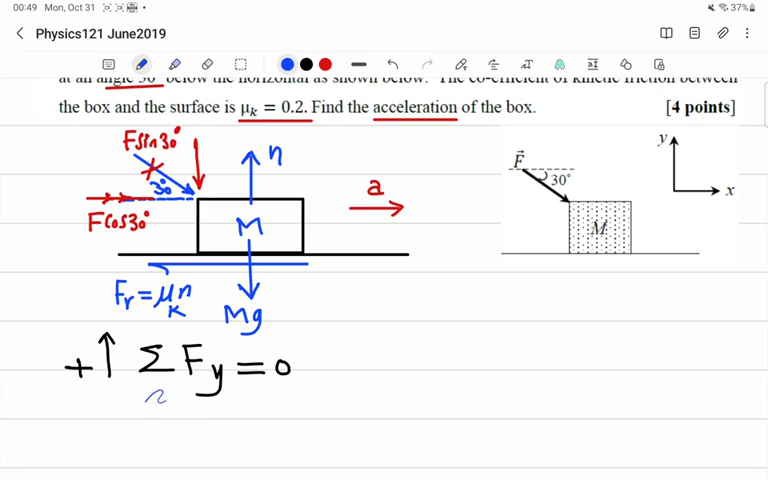 00:49 Mon, Oct 31 37%
Physics121 June2019
at an angle 30° below the horizontal as shown below. The co-efficient of kinetic friction between
the box and the surface is μk = 0.2. Find the acceleration of the box. [4 points]
Fsin30°
30°
Fcos30°
n
M
a
Fr = μk n
Mg
F
30°
M
y
x
+↑ ΣFy = 0